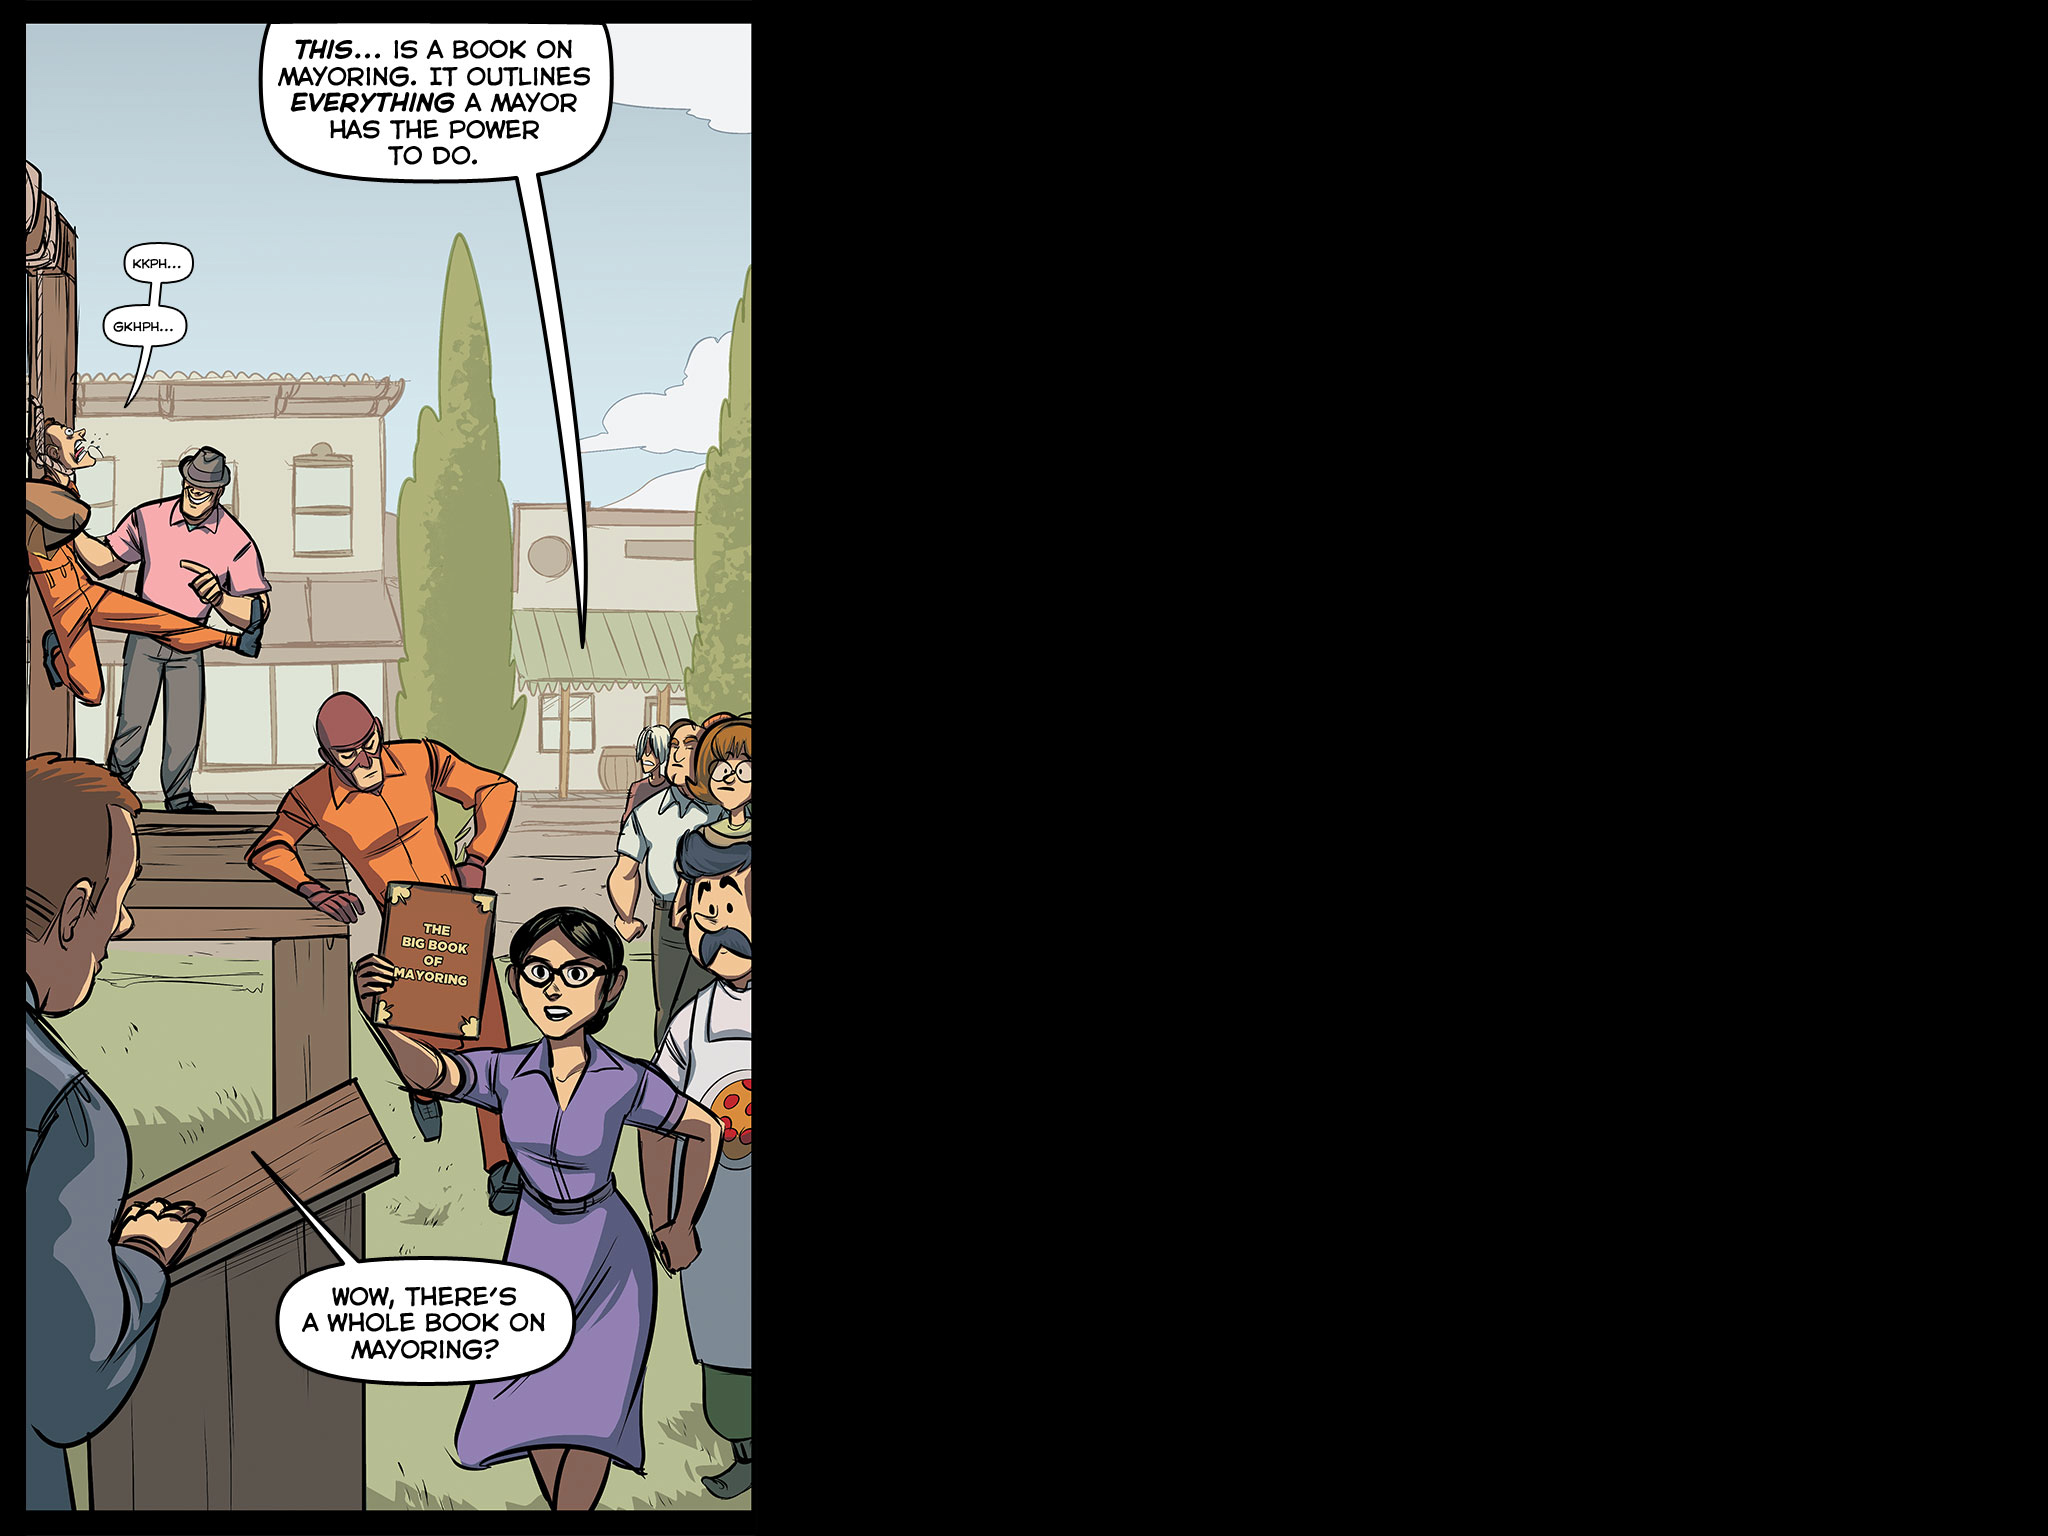 THIS... IS A BOOK ON
MAYORING. IT OUTLINES
EVERYTHING A MAYOR
HAS THE POWER
TO DO.
KKPH...
GKHPH...
THE
BIG BOOK
OF
MAYORING
WOW, THERE'S
A WHOLE BOOK ON
MAYORING?